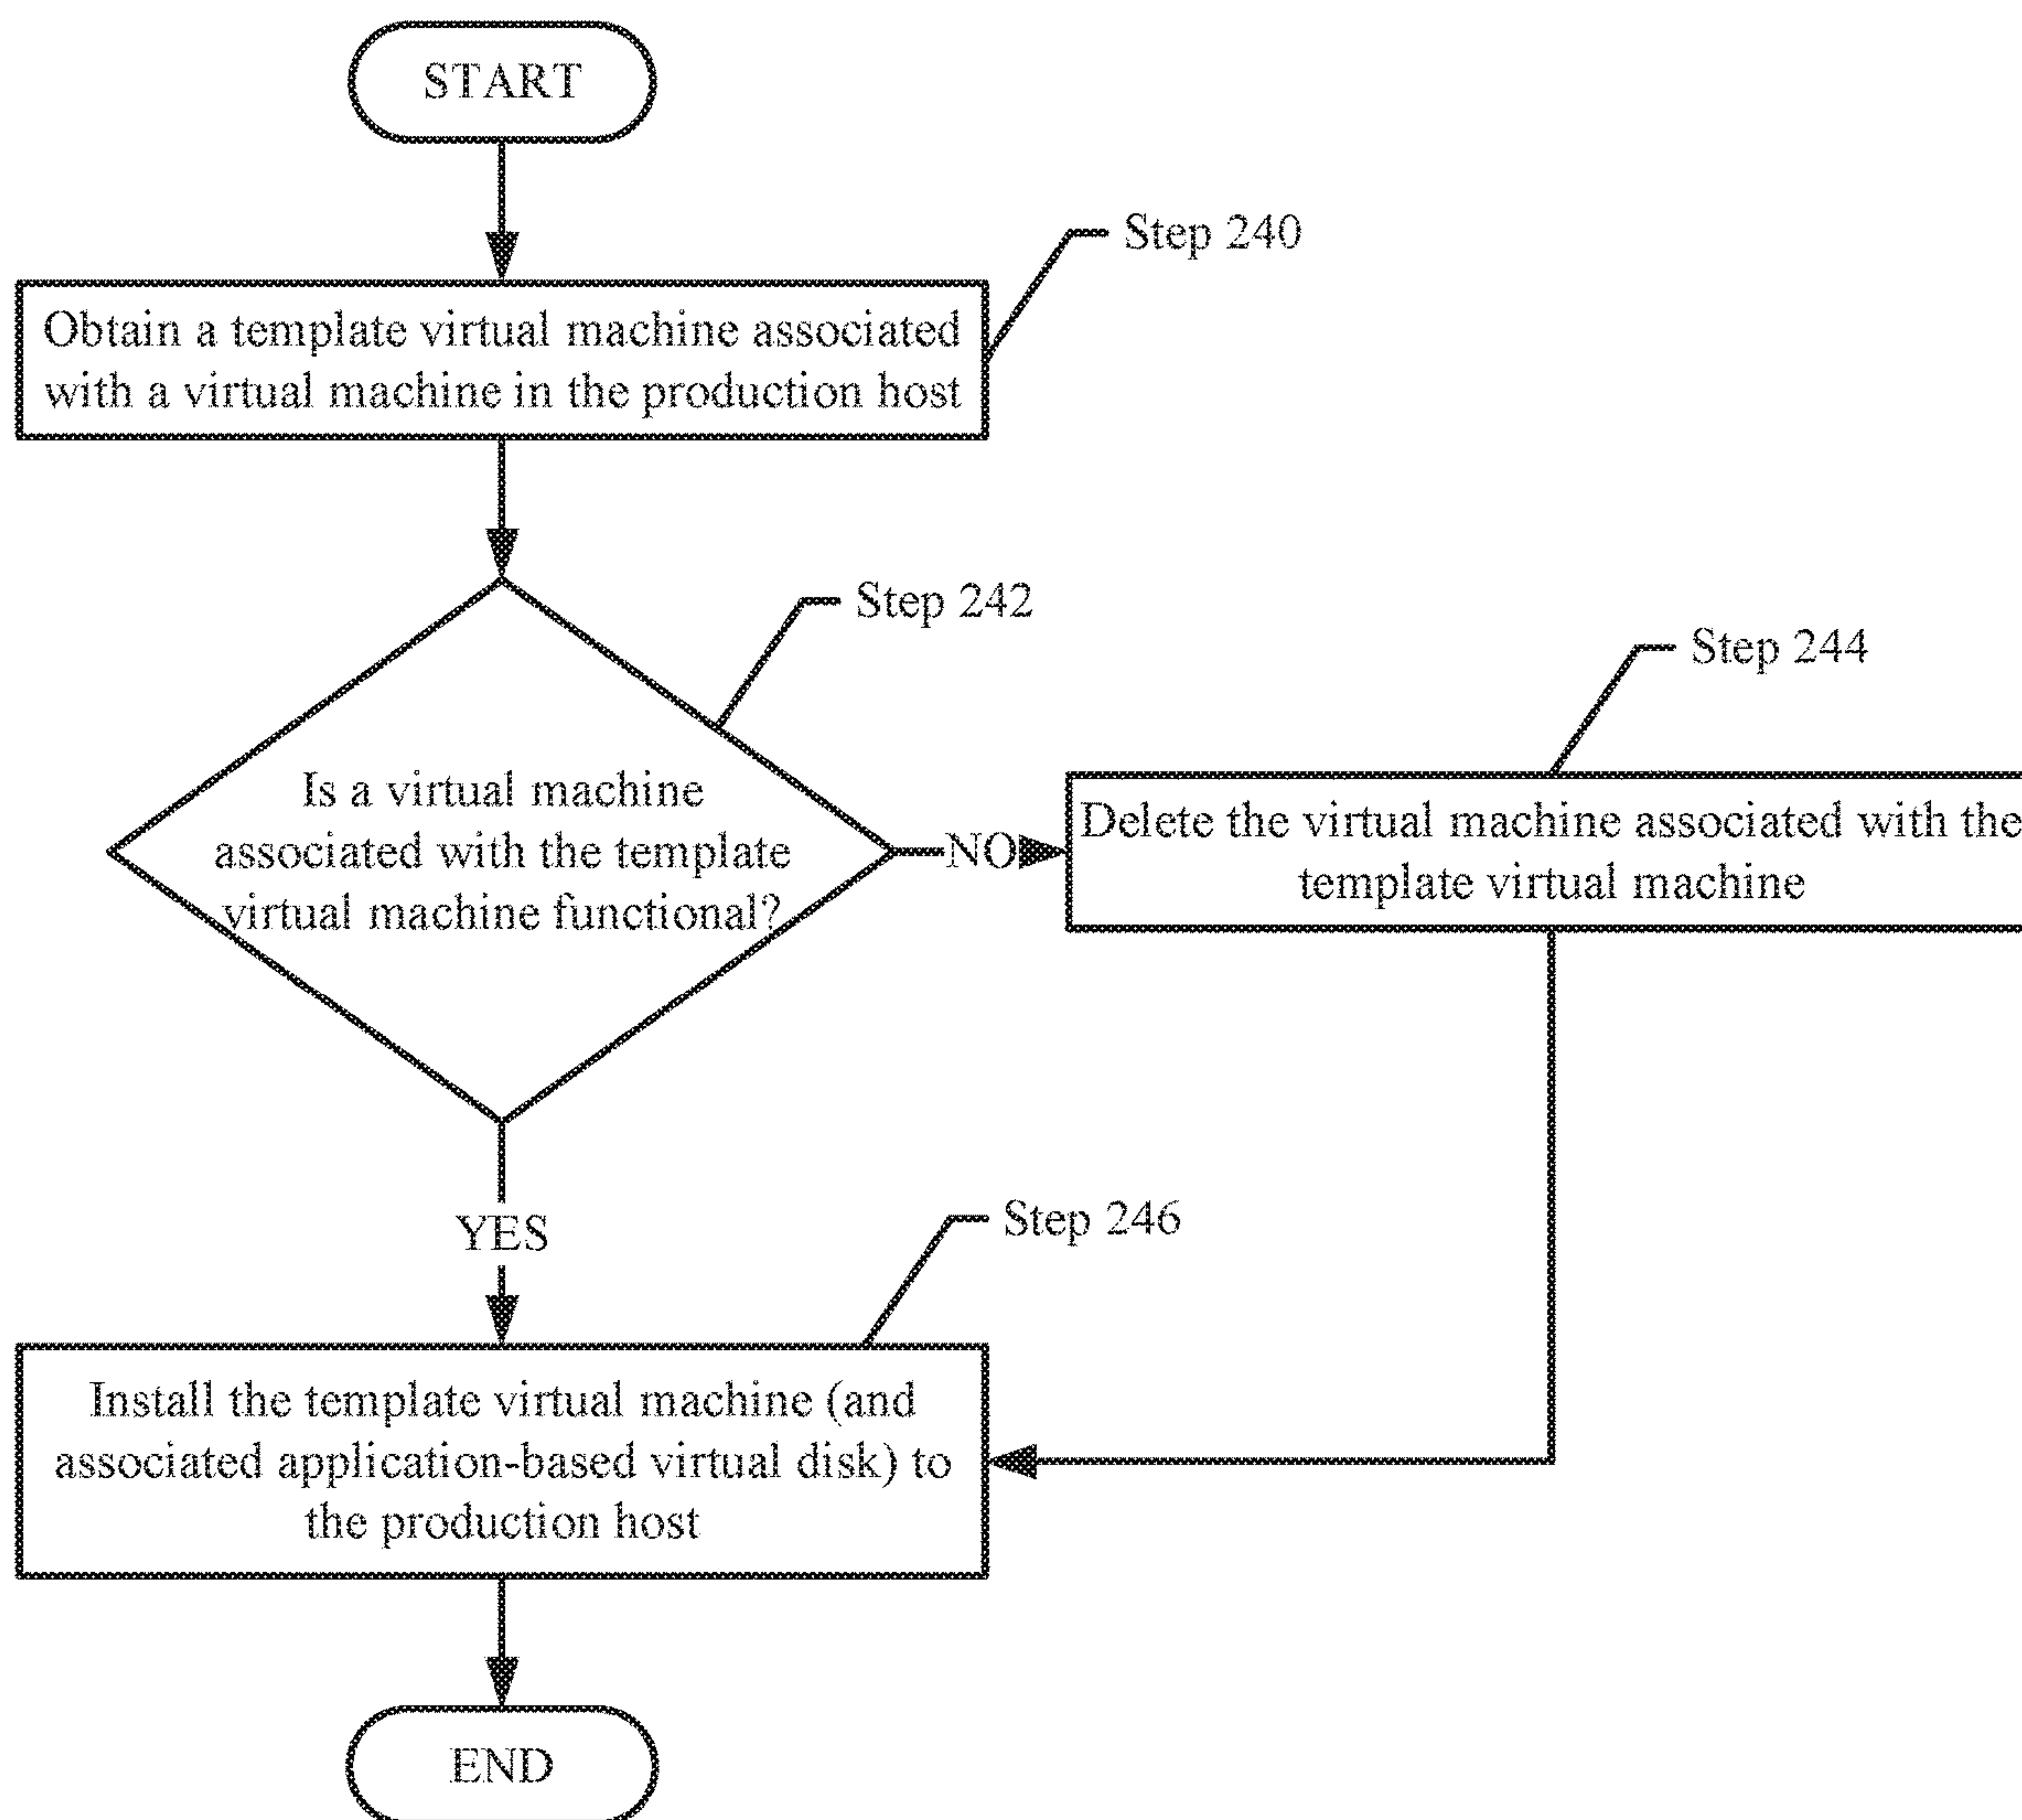 START
Step 240
Obtain a template virtual machine associated
with a virtual machine in the production host
Step 242
Is a virtual machine
associated with the template
virtual machine functional?
NO
Step 244
Delete the virtual machine associated with the
template virtual machine
YES
Step 246
Install the template virtual machine (and
associated application-based virtual disk) to
the production host
END